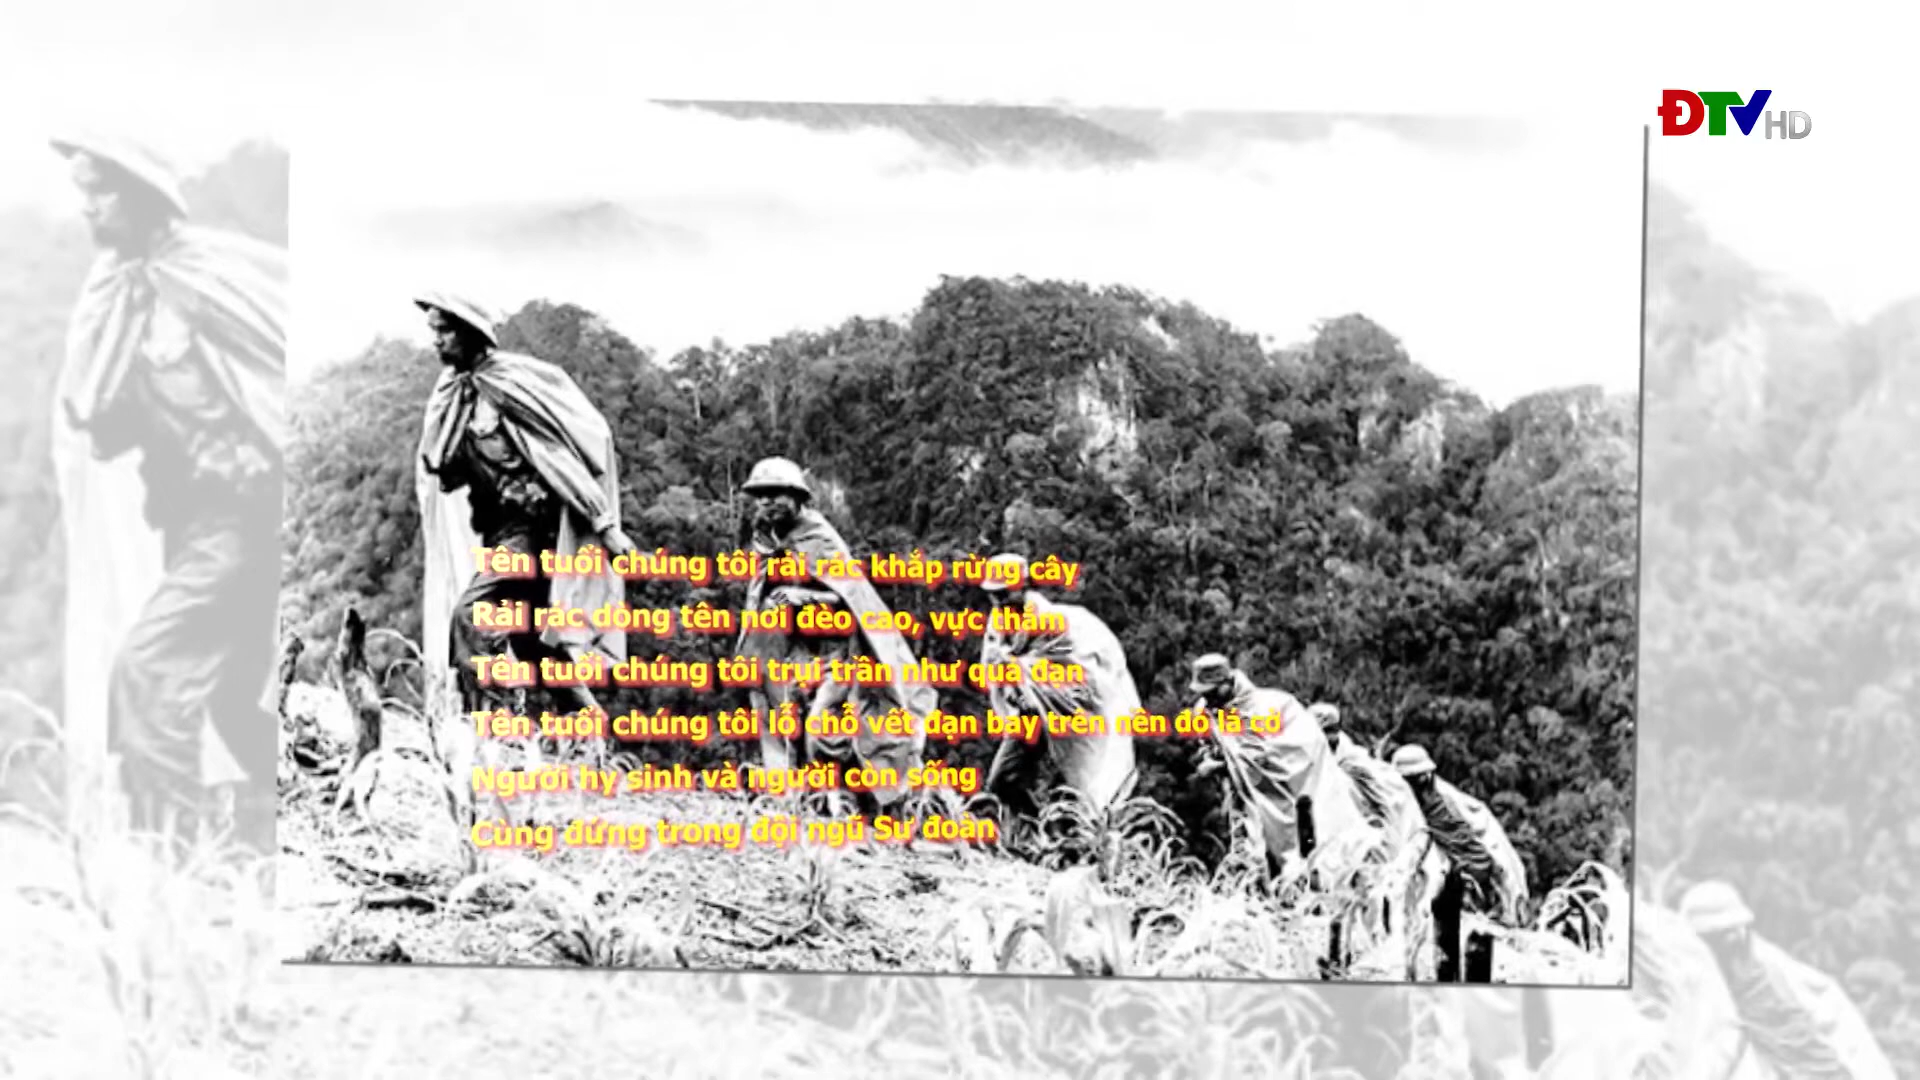 ĐTV HD
Tên tuổi chúng tôi rải rác khắp rừng cây
Rải rác dòng tên nơi đèo cao, vực thẳm
Tên tuổi chúng tôi trụi trần như quả đạn
Tên tuổi chúng tôi lỗ chỗ vết đạn bay trên nền đỏ lá cờ
Người hy sinh và người còn sống
Cùng đứng trong đội ngũ Sư đoàn